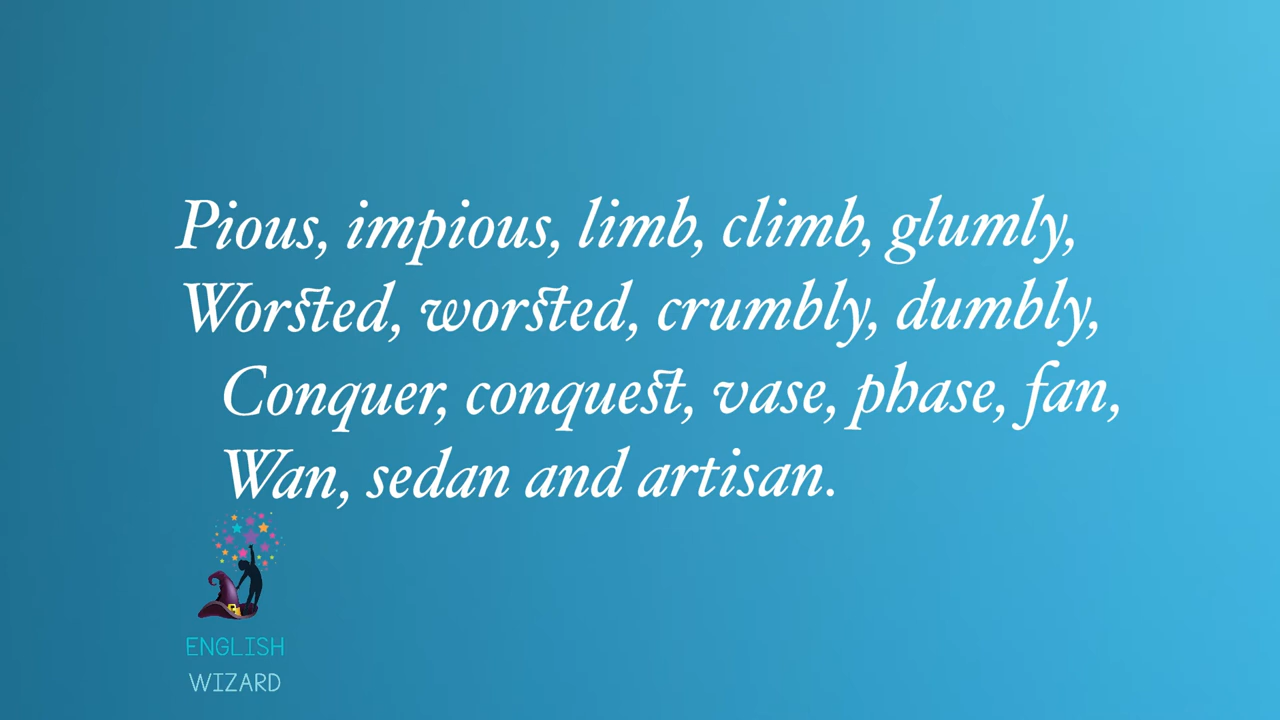 Pious, impious, limb, climb, glumly,
Worsted, worsted, crumbly, dumbly,
Conquer, conquest, vase, phase, fan,
Wan, sedan and artisan.
ENGLISH
WIZARD